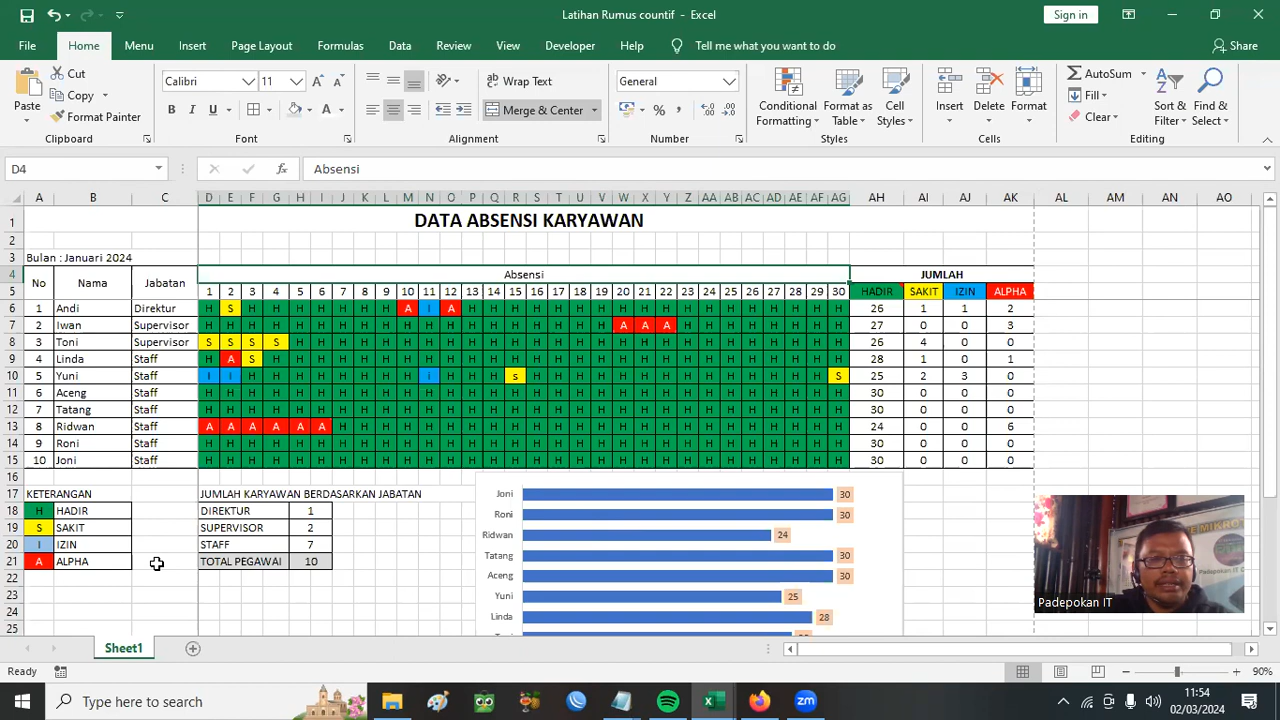 Latihan Rumus countif - Excel
Sign in
File Home Menu Insert Page Layout Formulas Data Review View Developer Help Tell me what you want to do Share
Paste
Cut
Copy
Format Painter
Calibri 11
B I U
Wrap Text
Merge & Center
General
Conditional Formatting
Format as Table
Cell Styles
Insert
Delete
Format
AutoSum
Fill
Clear
Sort & Filter
Find & Select
Clipboard Font Alignment Number Styles Cells Editing
D4 fx Absensi
A B C D E F G H I J K L M N O P Q R S T U V W X Y Z AA AB AC AD AE AF AG AH AI AJ AK AL AM AN AO
1 DATA ABSENSI KARYAWAN
2
3 Bulan : Januari 2024
4 No Nama Jabatan Absensi JUMLAH
5 1 2 3 4 5 6 7 8 9 10 11 12 13 14 15 16 17 18 19 20 21 22 23 24 25 26 27 28 29 30 HADIR SAKIT IZIN ALPHA
6 1 Andi Direktur H S H H H H H H H A I A H H H H H H H H H H H H H H H H H H 26 1 1 2
7 2 Iwan Supervisor H H H H H H H H H H H H H H H H H H H A A A H H H H H H H H 27 0 0 3
8 3 Toni Supervisor S S S S H H H H H H H H H H H H H H H H H H H H H H H H H H 26 4 0 0
9 4 Linda Staff H A S H H H H H H H H H H H H H H H H H H H H H H H H H H H 28 1 0 1
10 5 Yuni Staff I I H H H H H H H H I H H H s H H H H H H H H H H H H H H S 25 2 3 0
11 6 Aceng Staff H H H H H H H H H H H H H H H H H H H H H H H H H H H H H H 30 0 0 0
12 7 Tatang Staff H H H H H H H H H H H H H H H H H H H H H H H H H H H H H H 30 0 0 0
13 8 Ridwan Staff A A A A A A H H H H H H H H H H H H H H H H H H H H H H H H 24 0 0 6
14 9 Roni Staff H H H H H H H H H H H H H H H H H H H H H H H H H H H H H H 30 0 0 0
15 10 Joni Staff H H H H H H H H H H H H H H H H H H H H H H H H H H H H H H 30 0 0 0
16
17 KETERANGAN JUMLAH KARYAWAN BERDASARKAN JABATAN
18 H HADIR DIREKTUR 1
19 S SAKIT SUPERVISOR 2
20 I IZIN STAFF 7
21 A ALPHA TOTAL PEGAWAI 10
22
23
24
25
Joni 30
Roni 30
Ridwan 24
Tatang 30
Aceng 30
Yuni 25
Linda 28
Padepokan IT
Sheet1
Ready 90%
Type here to search
11:54
02/03/2024